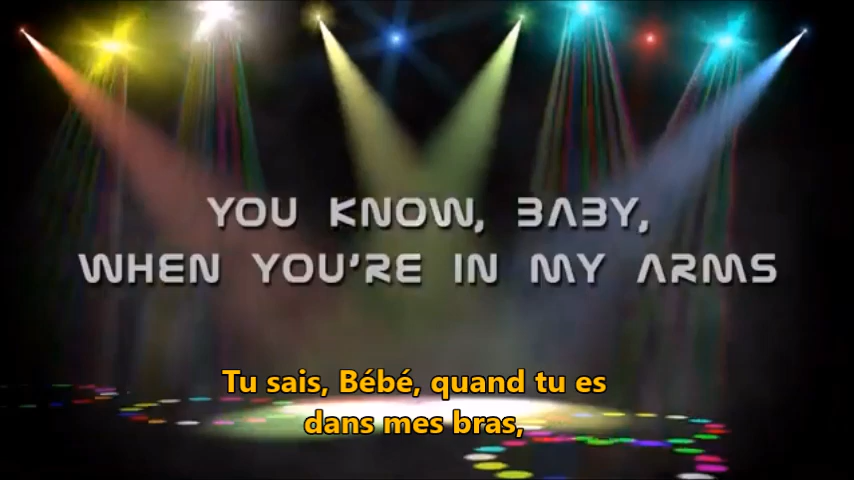 YOU KNOW, BABY,
WHEN YOU'RE IN MY ARMS
Tu sais, Bébé, quand tu es
dans mes bras,